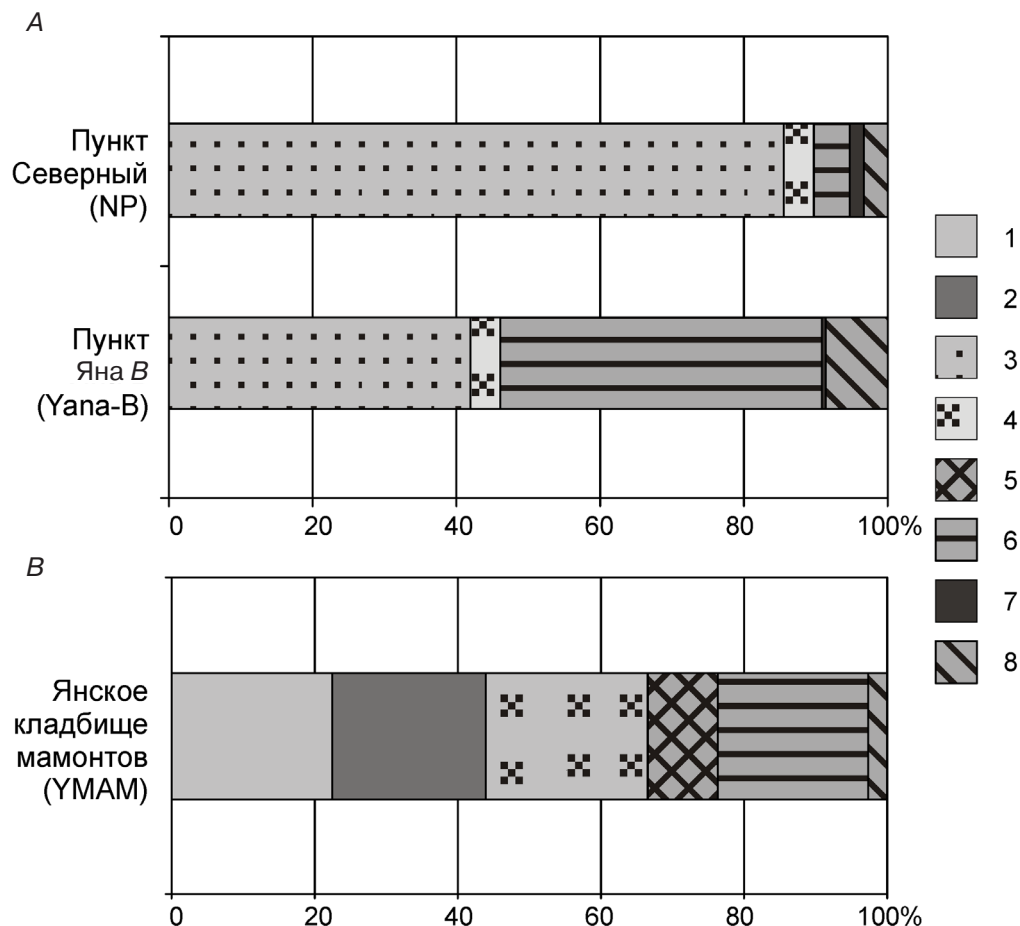 A
Пункт
Северный
(NP)
Пункт
Яна B
(Yana-B)
0 20 40 60 80 100%
B
Янское
кладбище
мамонтов
(YMAM)
0 20 40 60 80 100%
1
2
3
4
5
6
7
8